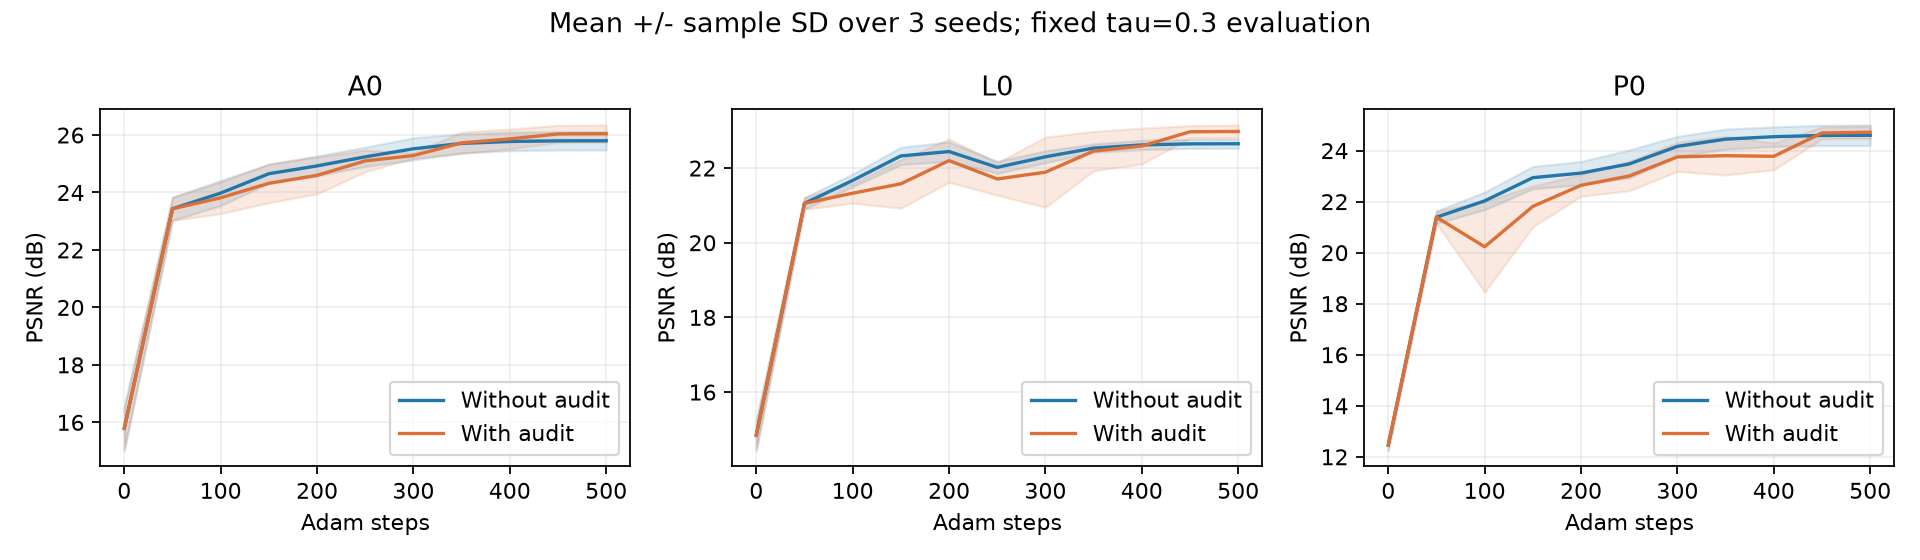 Mean +/- sample SD over 3 seeds; fixed tau=0.3 evaluation
A0
PSNR (dB)
26
24
22
20
18
16
0 100 200 300 400 500
Adam steps
Without audit
With audit
L0
PSNR (dB)
22
20
18
16
0 100 200 300 400 500
Adam steps
Without audit
With audit
P0
PSNR (dB)
24
22
20
18
16
14
12
0 100 200 300 400 500
Adam steps
Without audit
With audit